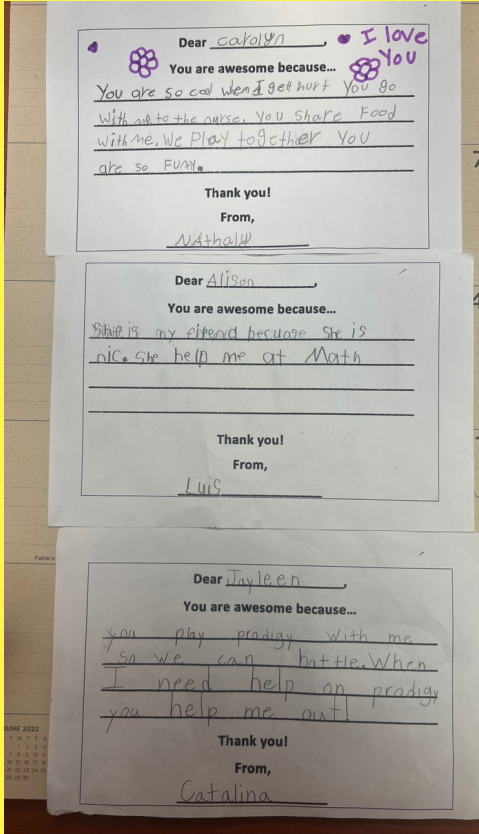 Dear Carolyn,
I love
You
You are awesome because...
You are so cool wen I gett hurt You go
With me to the nurse. You share Food
with me. We Play together You
are so Funy.
Thank you!
From,
Nathaly
Dear Alison,
You are awesome because...
She is my firend becuase She is
nic. She help me at Math
Thank you!
From,
Luis
Father's
Dear Jayleen,
You are awesome because...
you play prodigy with me
so we can battle. When
I need help on prodigy
you help me out!
Thank you!
From,
Catalina
JUNE 2022